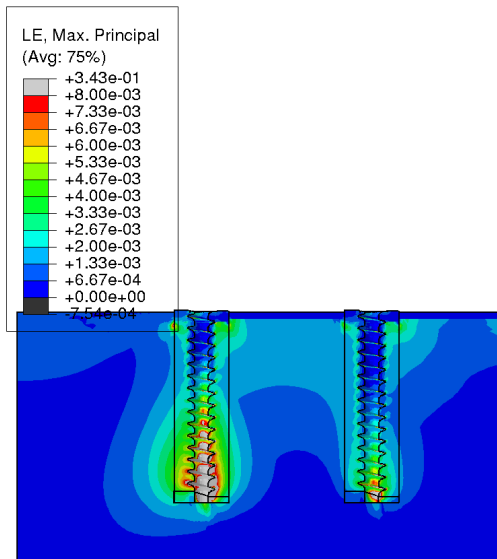 LE, Max. Principal
(Avg: 75%)
+3.43e-01
+8.00e-03
+7.33e-03
+6.67e-03
+6.00e-03
+5.33e-03
+4.67e-03
+4.00e-03
+3.33e-03
+2.67e-03
+2.00e-03
+1.33e-03
+6.67e-04
+0.00e+00
-7.54e-04